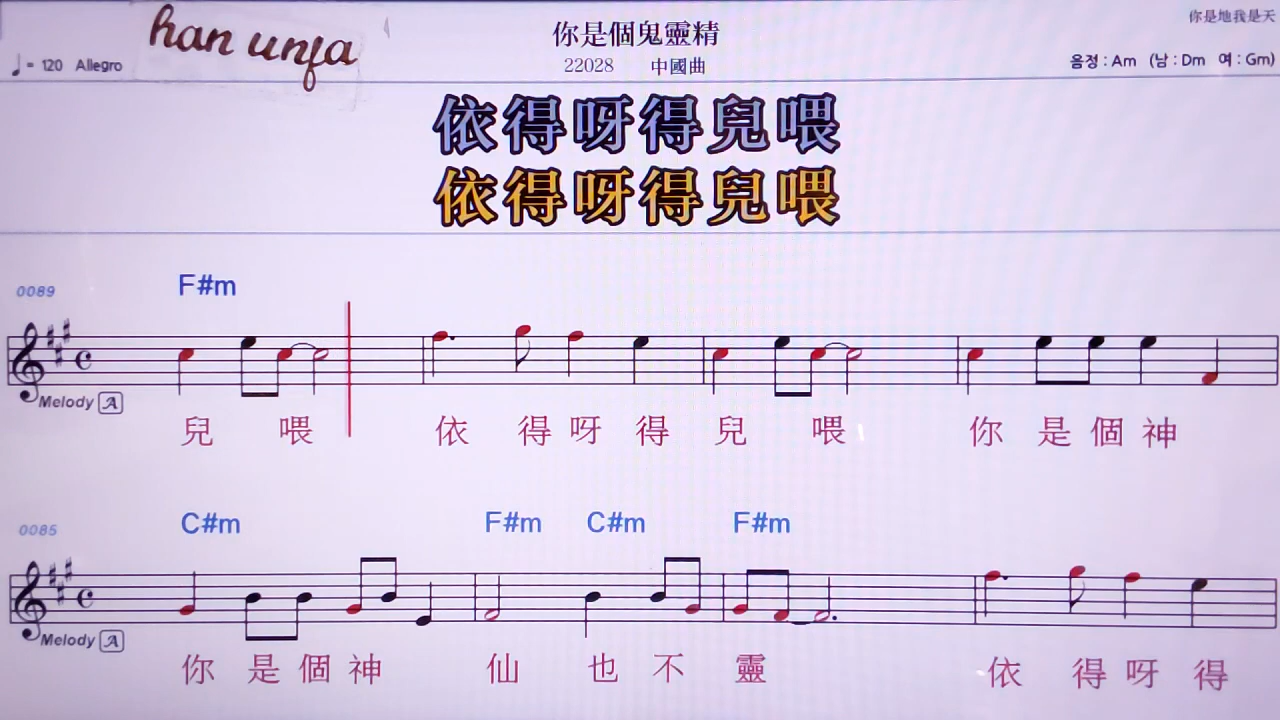 han unfa
你是個鬼靈精
你是地我是天
♩= 120 Allegro
22028 中國曲
음정 : Am (남 : Dm 여 : Gm)
依得呀得兒喂
依得呀得兒喂
0089
F#m
Melody A
兒 喂 依 得 呀 得 兒 喂 你 是 個 神
0085
C#m F#m C#m F#m
Melody A
你 是 個 神 仙 也 不 靈 依 得 呀 得